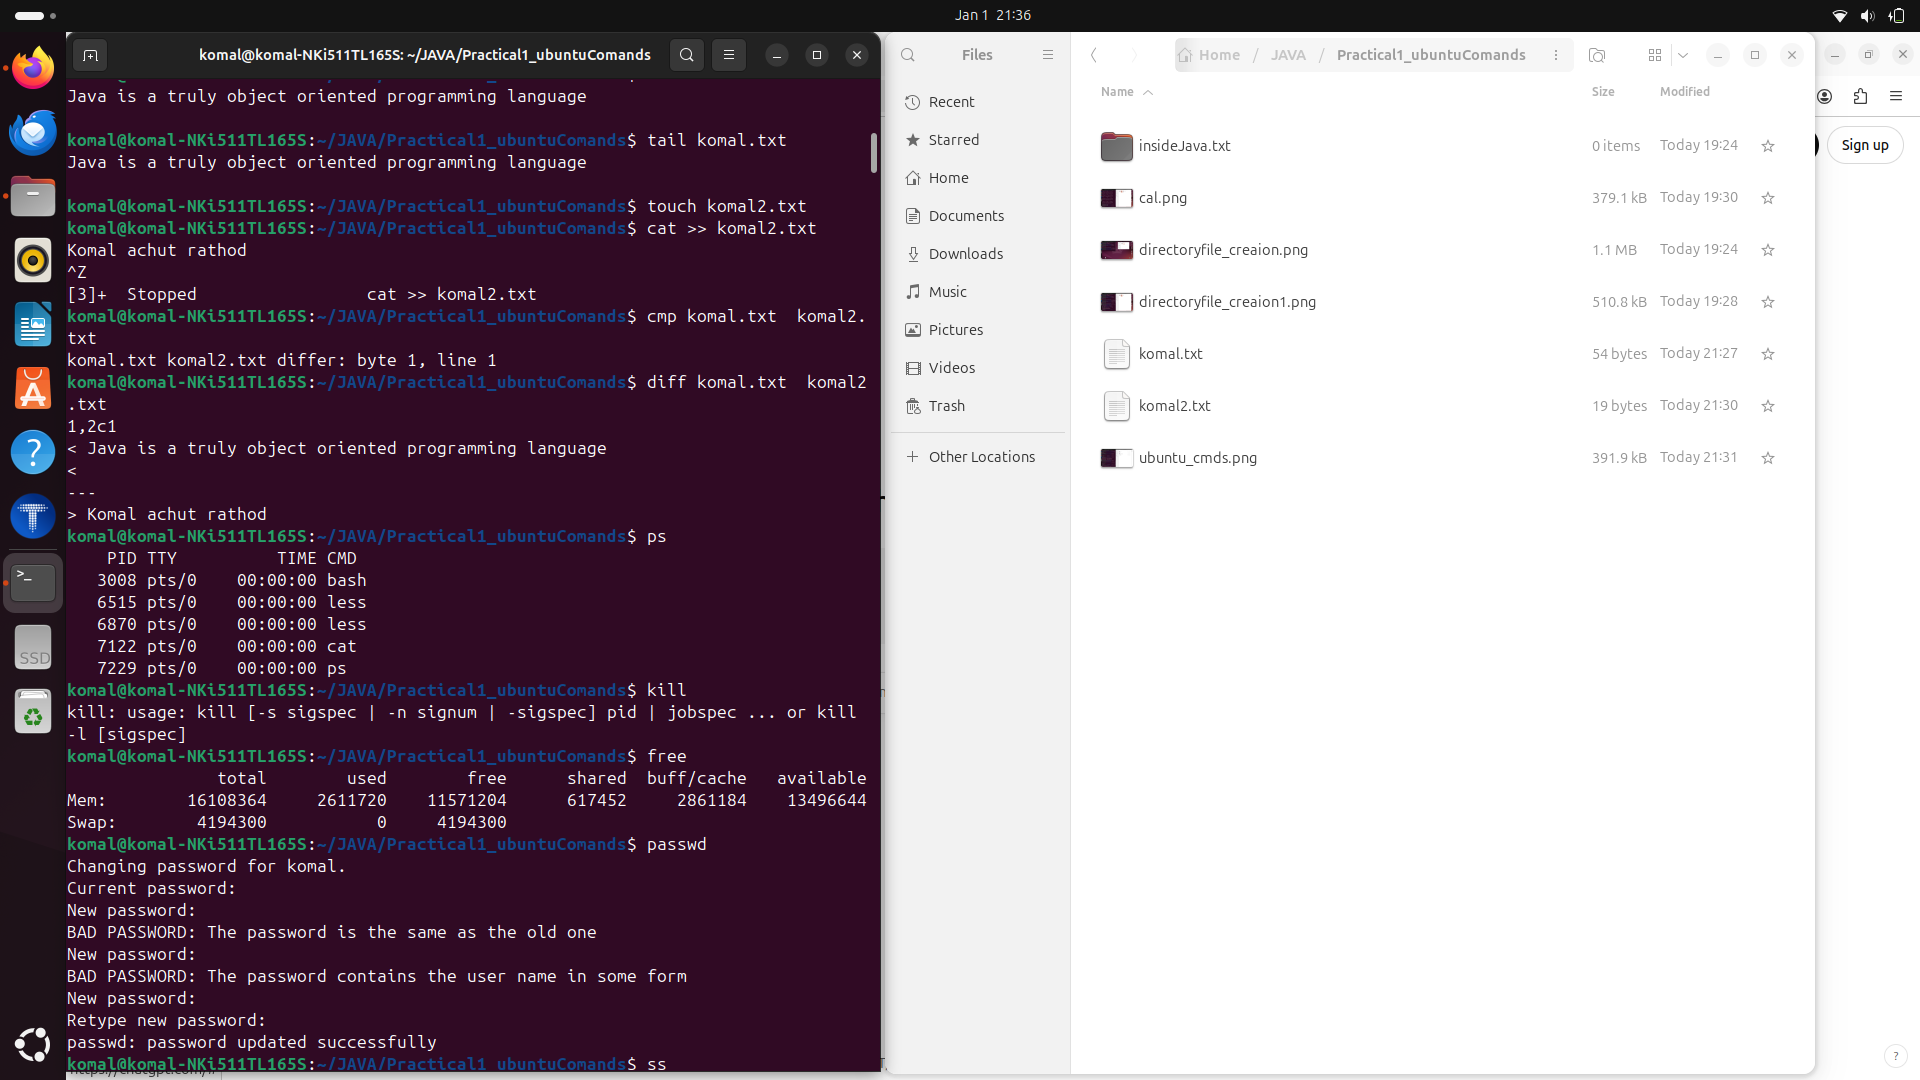 Jan 1 21:36
komal@komal-NKi511TL165S: ~/JAVA/Practical1_ubuntuComands
Java is a truly object oriented programming language
komal@komal-NKi511TL165S:~/JAVA/Practical1_ubuntuComands$ tail komal.txt
Java is a truly object oriented programming language
komal@komal-NKi511TL165S:~/JAVA/Practical1_ubuntuComands$ touch komal2.txt
komal@komal-NKi511TL165S:~/JAVA/Practical1_ubuntuComands$ cat >> komal2.txt
Komal achut rathod
^Z
[3]+  Stopped                 cat >> komal2.txt
komal@komal-NKi511TL165S:~/JAVA/Practical1_ubuntuComands$ cmp komal.txt  komal2.
txt
komal.txt komal2.txt differ: byte 1, line 1
komal@komal-NKi511TL165S:~/JAVA/Practical1_ubuntuComands$ diff komal.txt  komal2
.txt
1,2c1
< Java is a truly object oriented programming language
<
---
> Komal achut rathod
komal@komal-NKi511TL165S:~/JAVA/Practical1_ubuntuComands$ ps
    PID TTY          TIME CMD
   3008 pts/0    00:00:00 bash
   6515 pts/0    00:00:00 less
   6870 pts/0    00:00:00 less
   7122 pts/0    00:00:00 cat
   7229 pts/0    00:00:00 ps
komal@komal-NKi511TL165S:~/JAVA/Practical1_ubuntuComands$ kill
kill: usage: kill [-s sigspec | -n signum | -sigspec] pid | jobspec ... or kill
-l [sigspec]
komal@komal-NKi511TL165S:~/JAVA/Practical1_ubuntuComands$ free
               total        used        free      shared  buff/cache   available
Mem:        16108364     2611720    11571204      617452     2861184    13496644
Swap:        4194300           0     4194300
komal@komal-NKi511TL165S:~/JAVA/Practical1_ubuntuComands$ passwd
Changing password for komal.
Current password:
New password:
BAD PASSWORD: The password is the same as the old one
New password:
BAD PASSWORD: The password contains the user name in some form
New password:
Retype new password:
passwd: password updated successfully
komal@komal-NKi511TL165S:~/JAVA/Practical1_ubuntuComands$ ss
SSD
Files
Recent
Starred
Home
Documents
Downloads
Music
Pictures
Videos
Trash
Other Locations
Home / JAVA / Practical1_ubuntuComands
Name Size Modified
insideJava.txt 0 items Today 19:24
cal.png 379.1 kB Today 19:30
directoryfile_creaion.png 1.1 MB Today 19:24
directoryfile_creaion1.png 510.8 kB Today 19:28
komal.txt 54 bytes Today 21:27
komal2.txt 19 bytes Today 21:30
ubuntu_cmds.png 391.9 kB Today 21:31
Sign up
?